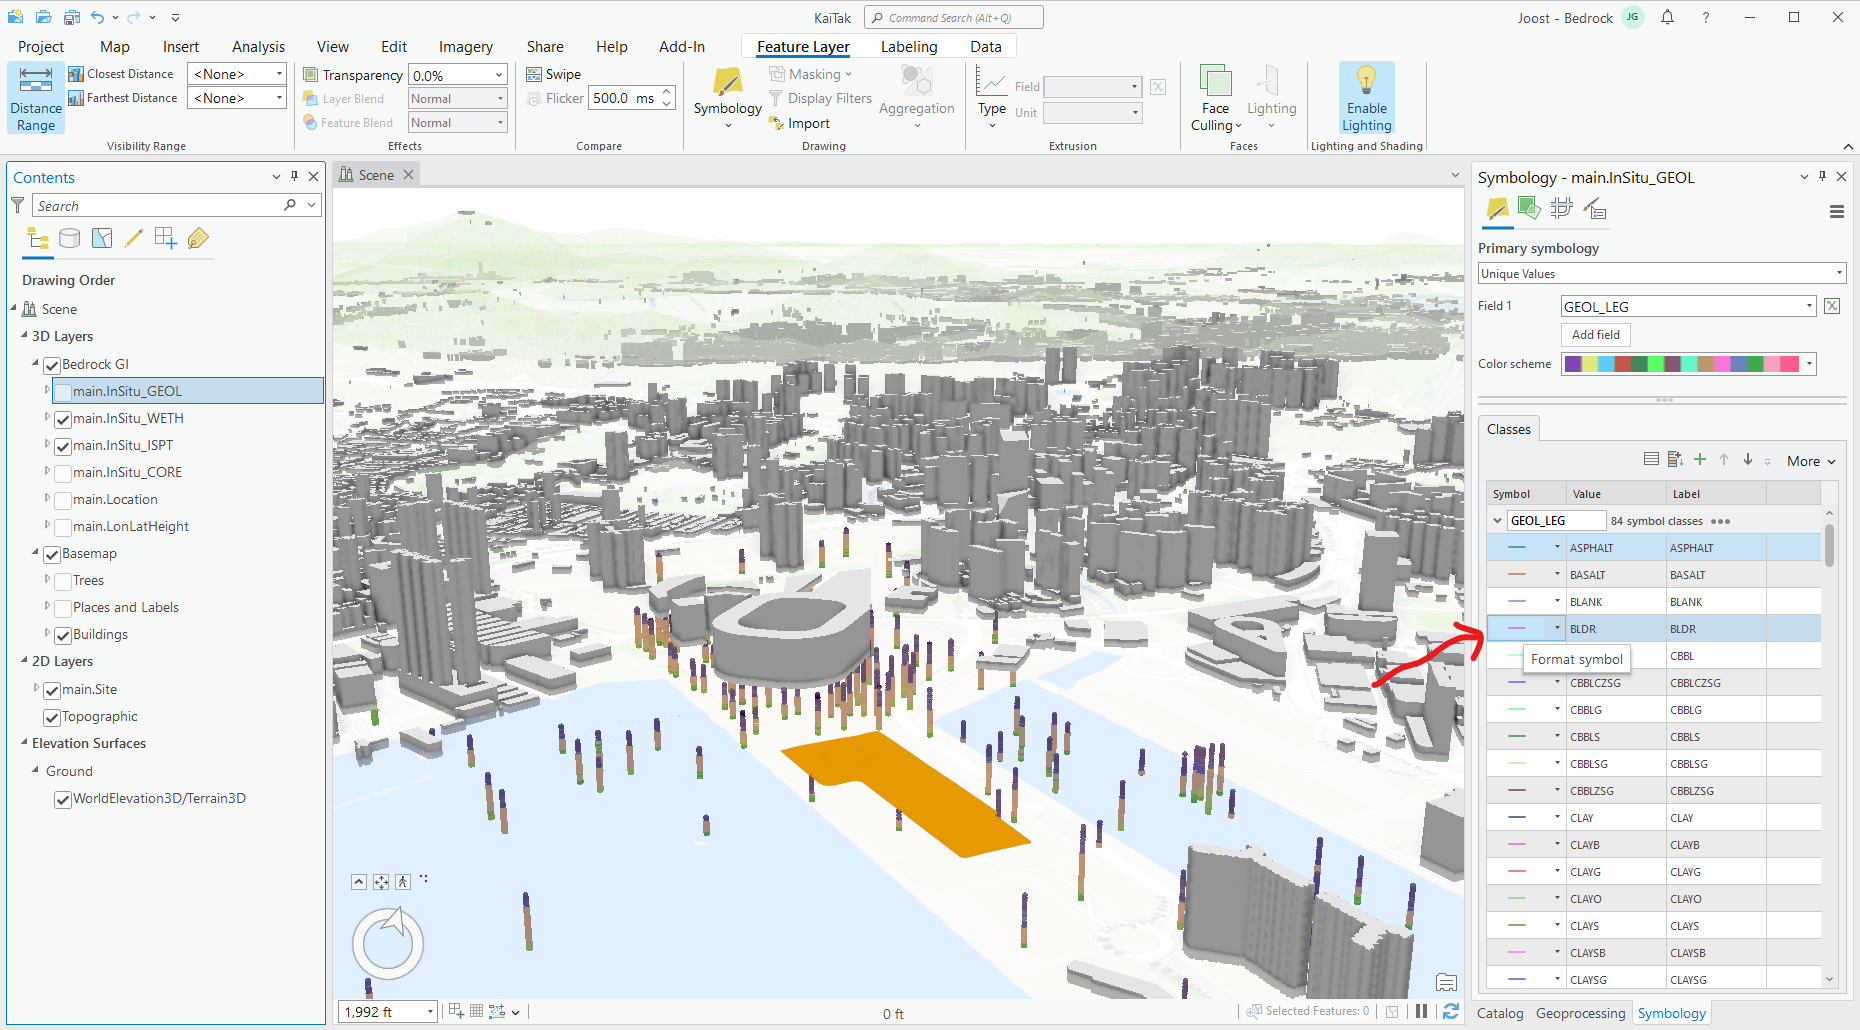 KaiTak
Command Search (Alt+Q)
Joost - Bedrock
JG
?
Project
Map
Insert
Analysis
View
Edit
Imagery
Share
Help
Add-In
Feature Layer
Labeling
Data
Distance
Range
Closest Distance
<None>
Farthest Distance
<None>
Visibility Range
Transparency
0.0%
Layer Blend
Normal
Feature Blend
Normal
Effects
Swipe
Flicker
500.0 ms
Compare
Symbology
Masking
Display Filters
Import
Aggregation
Drawing
Type
Field
Unit
Extrusion
Face
Culling
Lighting
Faces
Enable
Lighting
Lighting and Shading
Contents
Search
Drawing Order
Scene
3D Layers
Bedrock GI
main.InSitu_GEOL
main.InSitu_WETH
main.InSitu_ISPT
main.InSitu_CORE
main.Location
main.LonLatHeight
Basemap
Trees
Places and Labels
Buildings
2D Layers
main.Site
Topographic
Elevation Surfaces
Ground
WorldElevation3D/Terrain3D
Scene
1,992 ft
0 ft
Selected Features: 0
Symbology - main.InSitu_GEOL
Primary symbology
Unique Values
Field 1
GEOL_LEG
Add field
Color scheme
Classes
More
Symbol
Value
Label
GEOL_LEG
84 symbol classes
ASPHALT ASPHALT
BASALT BASALT
BLANK BLANK
BLDR BLDR
Format symbol
CBBL
CBBLCZSG CBBLCZSG
CBBLG CBBLG
CBBLS CBBLS
CBBLSG CBBLSG
CBBLZSG CBBLZSG
CLAY CLAY
CLAYB CLAYB
CLAYG CLAYG
CLAYO CLAYO
CLAYS CLAYS
CLAYSB CLAYSB
CLAYSG CLAYSG
Catalog
Geoprocessing
Symbology